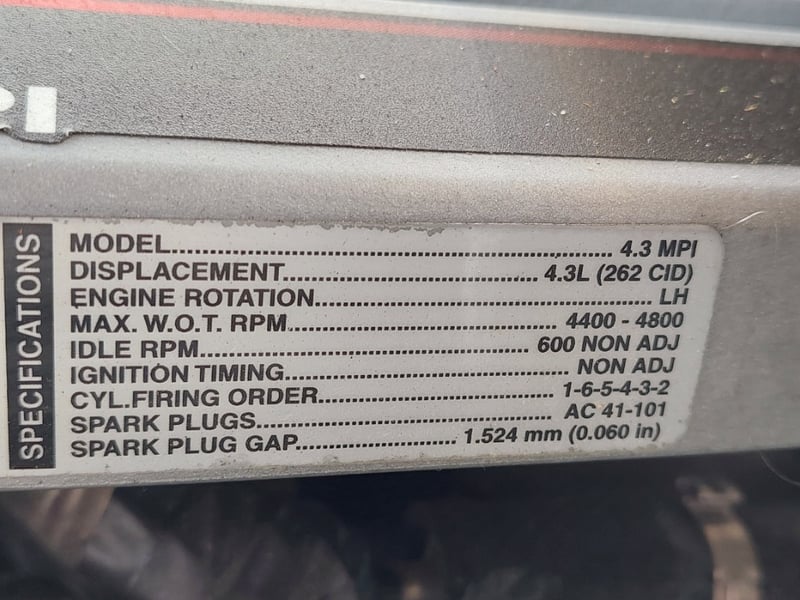 SPECIFICATIONS
MODEL................................................................ 4.3 MPI
DISPLACEMENT..................................... 4.3L (262 CID)
ENGINE ROTATION................................................. LH
MAX. W.O.T. RPM....................................... 4400 - 4800
IDLE RPM................................................ 600 NON ADJ
IGNITION TIMING......................................... NON ADJ
CYL.FIRING ORDER................................... 1-6-5-4-3-2
SPARK PLUGS........................................... AC 41-101
SPARK PLUG GAP....................... 1.524 mm (0.060 in)